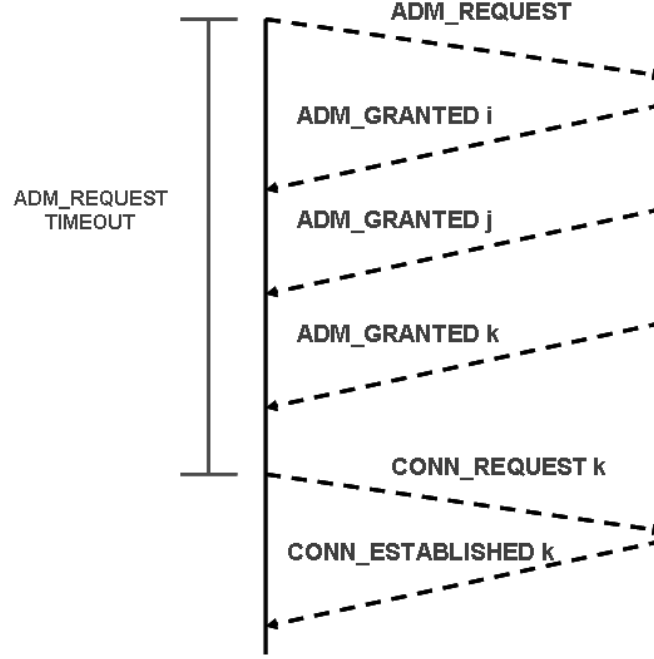 ADM_REQUEST
ADM_GRANTED i
ADM_REQUEST
TIMEOUT
ADM_GRANTED j
ADM_GRANTED k
CONN_REQUEST k
CONN_ESTABLISHED k